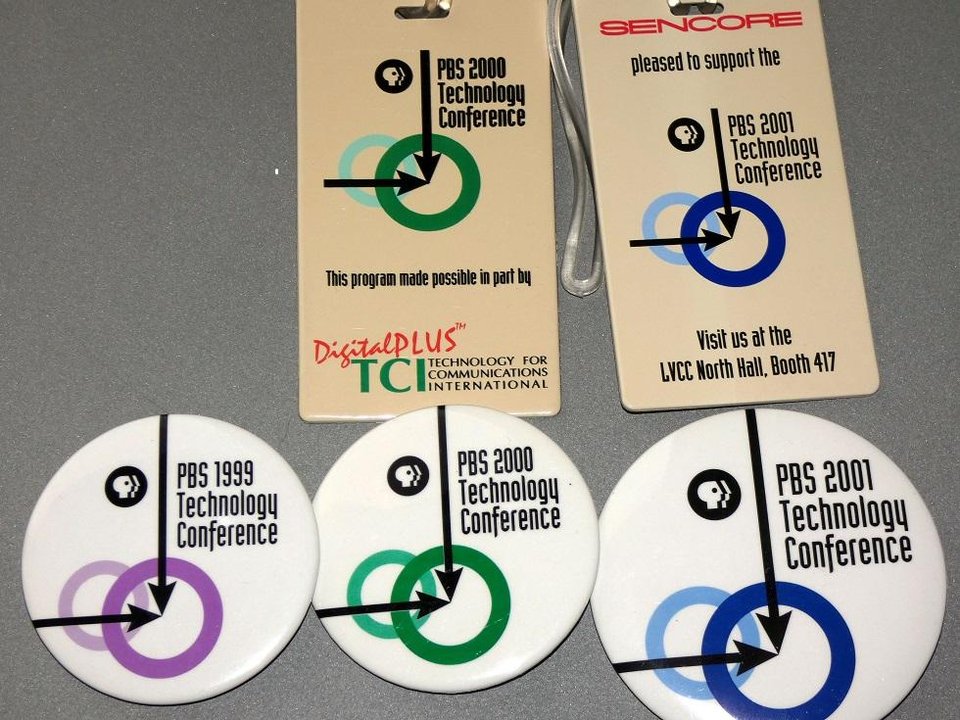 PBS 2000
Technology
Conference
This program made possible in part by
DigitalPLUS™
TCI TECHNOLOGY FOR
COMMUNICATIONS
INTERNATIONAL
SENCORE
pleased to support the
PBS 2001
Technology
Conference
Visit us at the
LVCC North Hall, Booth 417
PBS 1999
Technology
Conference
PBS 2000
Technology
Conference
PBS 2001
Technology
Conference